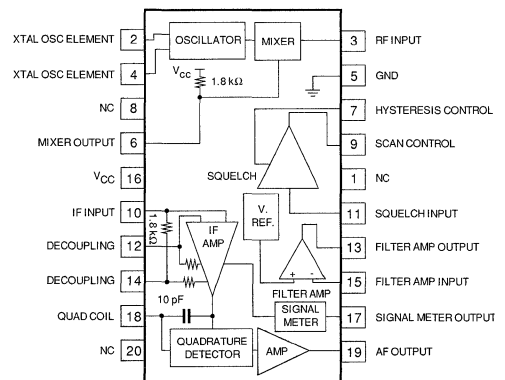 XTAL OSC ELEMENT 2 OSCILLATOR MIXER 3 RF INPUT
XTAL OSC ELEMENT 4 VCC 1.8 kΩ 5 GND
NC 8 7 HYSTERESIS CONTROL
MIXER OUTPUT 6 9 SCAN CONTROL
VCC 16 SQUELCH 1 NC
IF INPUT 10 1.8 kΩ IF AMP V. REF. 11 SQUELCH INPUT
DECOUPLING 12 13 FILTER AMP OUTPUT
+ -
DECOUPLING 14 15 FILTER AMP INPUT
10 pF FILTER AMP
QUAD COIL 18 SIGNAL METER 17 SIGNAL METER OUTPUT
NC 20 QUADRATURE DETECTOR AMP 19 AF OUTPUT